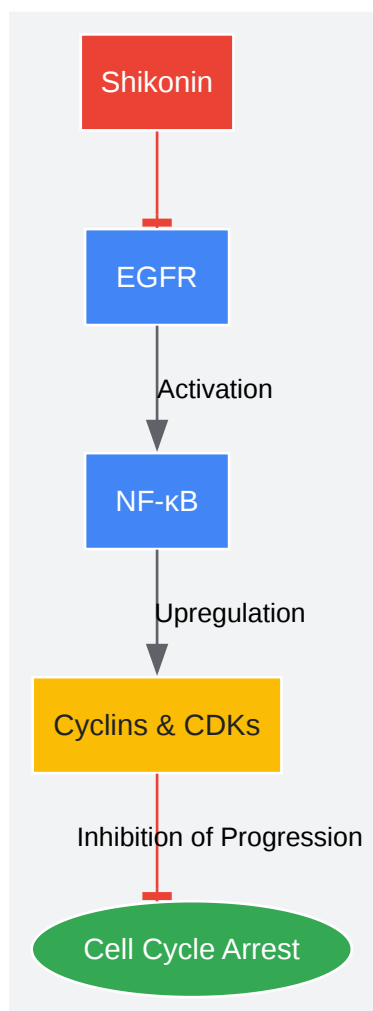 Shikonin
EGFR
Activation
NF-κB
Upregulation
Cyclins & CDKs
Inhibition of Progression
Cell Cycle Arrest